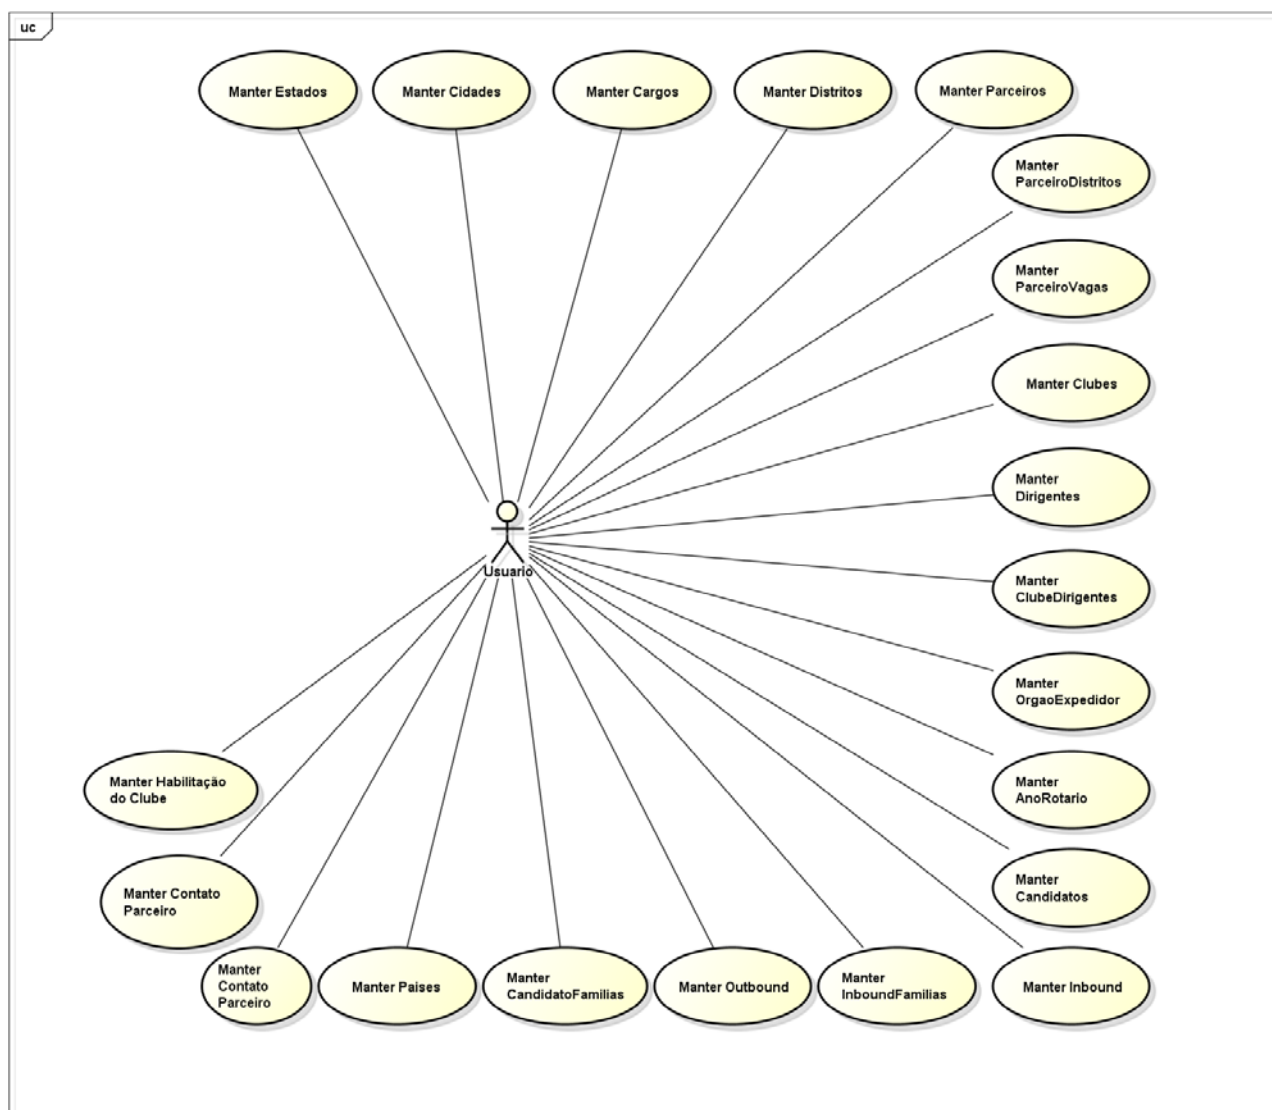 uc
Manter Estados
Manter Cidades
Manter Cargos
Manter Distritos
Manter Parceiros
Manter
ParceiroDistritos
Manter
ParceiroVagas
Manter Clubes
Manter
Dirigentes
Manter
ClubeDirigentes
Manter
OrgaoExpedidor
Manter
AnoRotario
Manter
Candidatos
Manter Inbound
Manter
InboundFamilias
Manter Outbound
Manter
CandidatoFamilias
Manter Paises
Manter
Contato
Parceiro
Manter Contato
Parceiro
Manter Habilitação
do Clube
Usuario